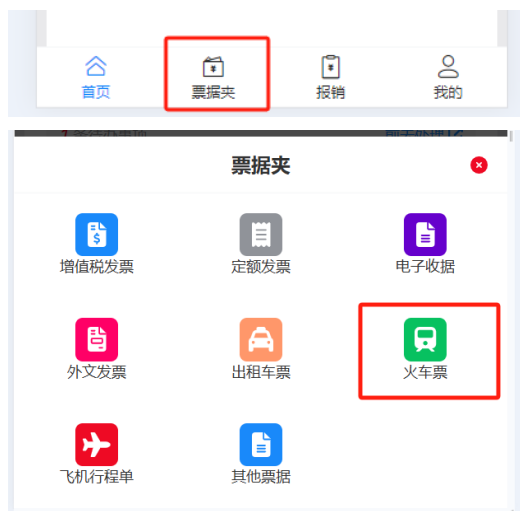 首页 票据夹 报销 我的
票据夹
增值税发票 定额发票 电子收据
外文发票 出租车票 火车票
飞机行程单 其他票据